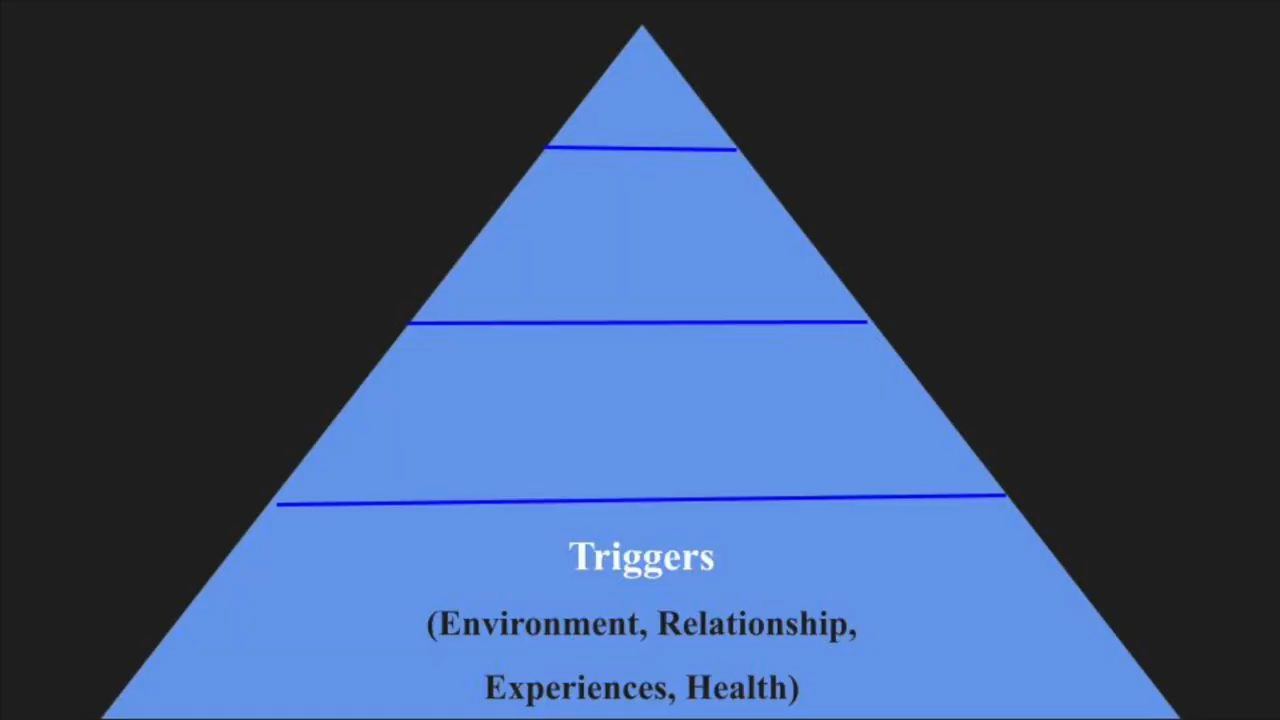 Triggers
(Environment, Relationship,
Experiences, Health)